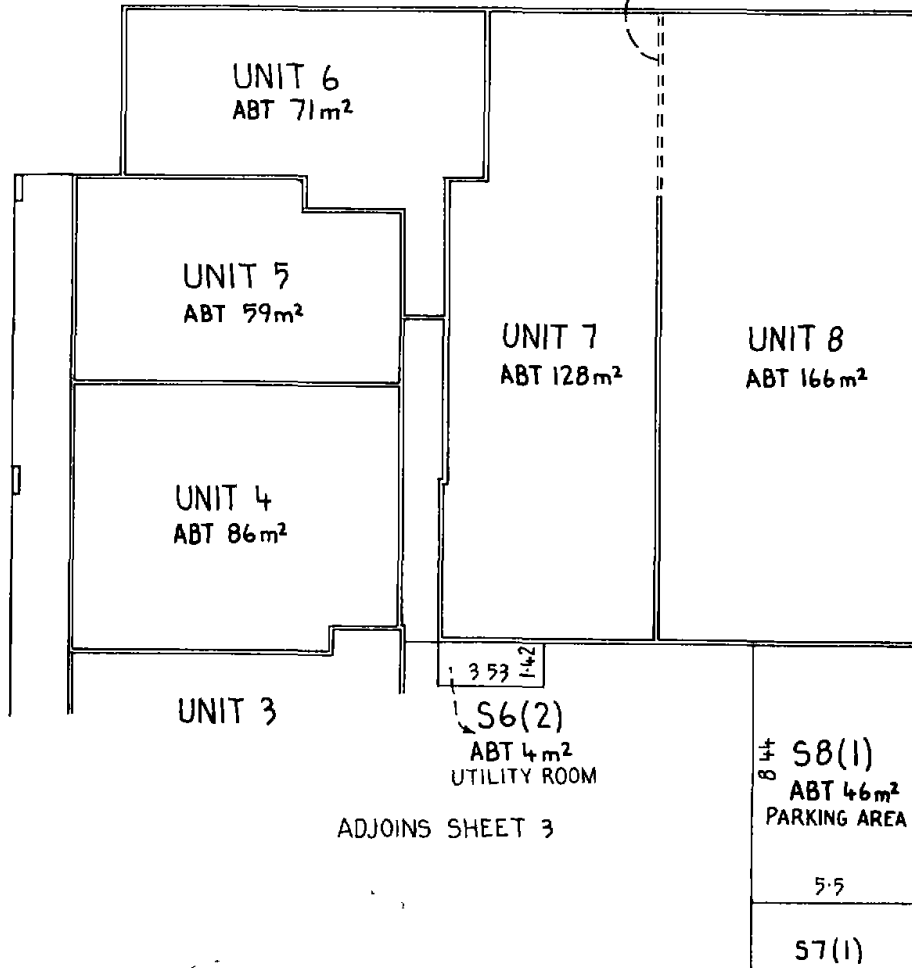 UNIT 6
ABT 71m²
UNIT 5
ABT 59m²
UNIT 7
ABT 128m²
UNIT 8
ABT 166m²
UNIT 4
ABT 86m²
UNIT 3
3 53
1·42
S6(2)
ABT 4m²
UTILITY ROOM
8 44
S8(1)
ABT 46m²
PARKING AREA
ADJOINS SHEET 3
5·5
S7(1)